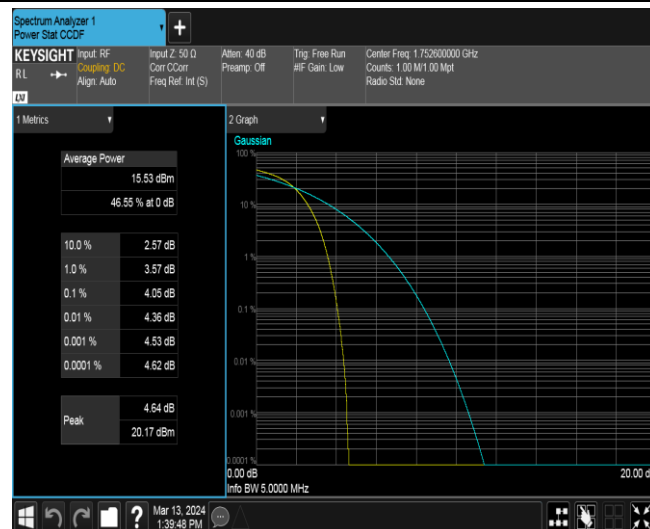 Spectrum Analyzer 1
Power Stat CCDF
+
KEYSIGHT
RL
LXI
Input: RF
Coupling: DC
Align: Auto
Input Z: 50 Ω
Corr CCorr
Freq Ref: Int (S)
Atten: 40 dB
Preamp: Off
Trig: Free Run
#IF Gain: Low
Center Freq: 1.752600000 GHz
Counts: 1.00 M/1.00 Mpt
Radio Std: None
1 Metrics
Average Power
15.53 dBm
46.55 % at 0 dB
10.0 % 2.57 dB
1.0 % 3.57 dB
0.1 % 4.05 dB
0.01 % 4.36 dB
0.001 % 4.53 dB
0.0001 % 4.62 dB
Peak
4.64 dB
20.17 dBm
2 Graph
Gaussian
100 %
10 %
1 %
0.1 %
0.01 %
0.001 %
0.0001 %
0.00 dB
20.00 d
Info BW 5.0000 MHz
?
Mar 13, 2024
1:39:48 PM